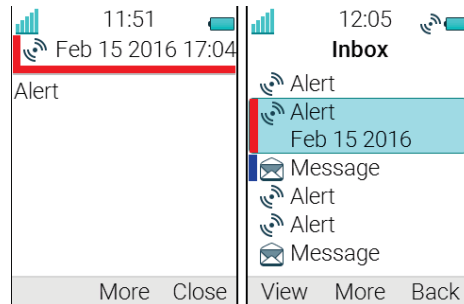 11:51
Feb 15 2016 17:04
Alert
More Close
12:05
Inbox
Alert
Alert
Feb 15 2016
Message
Alert
Alert
Message
View More Back